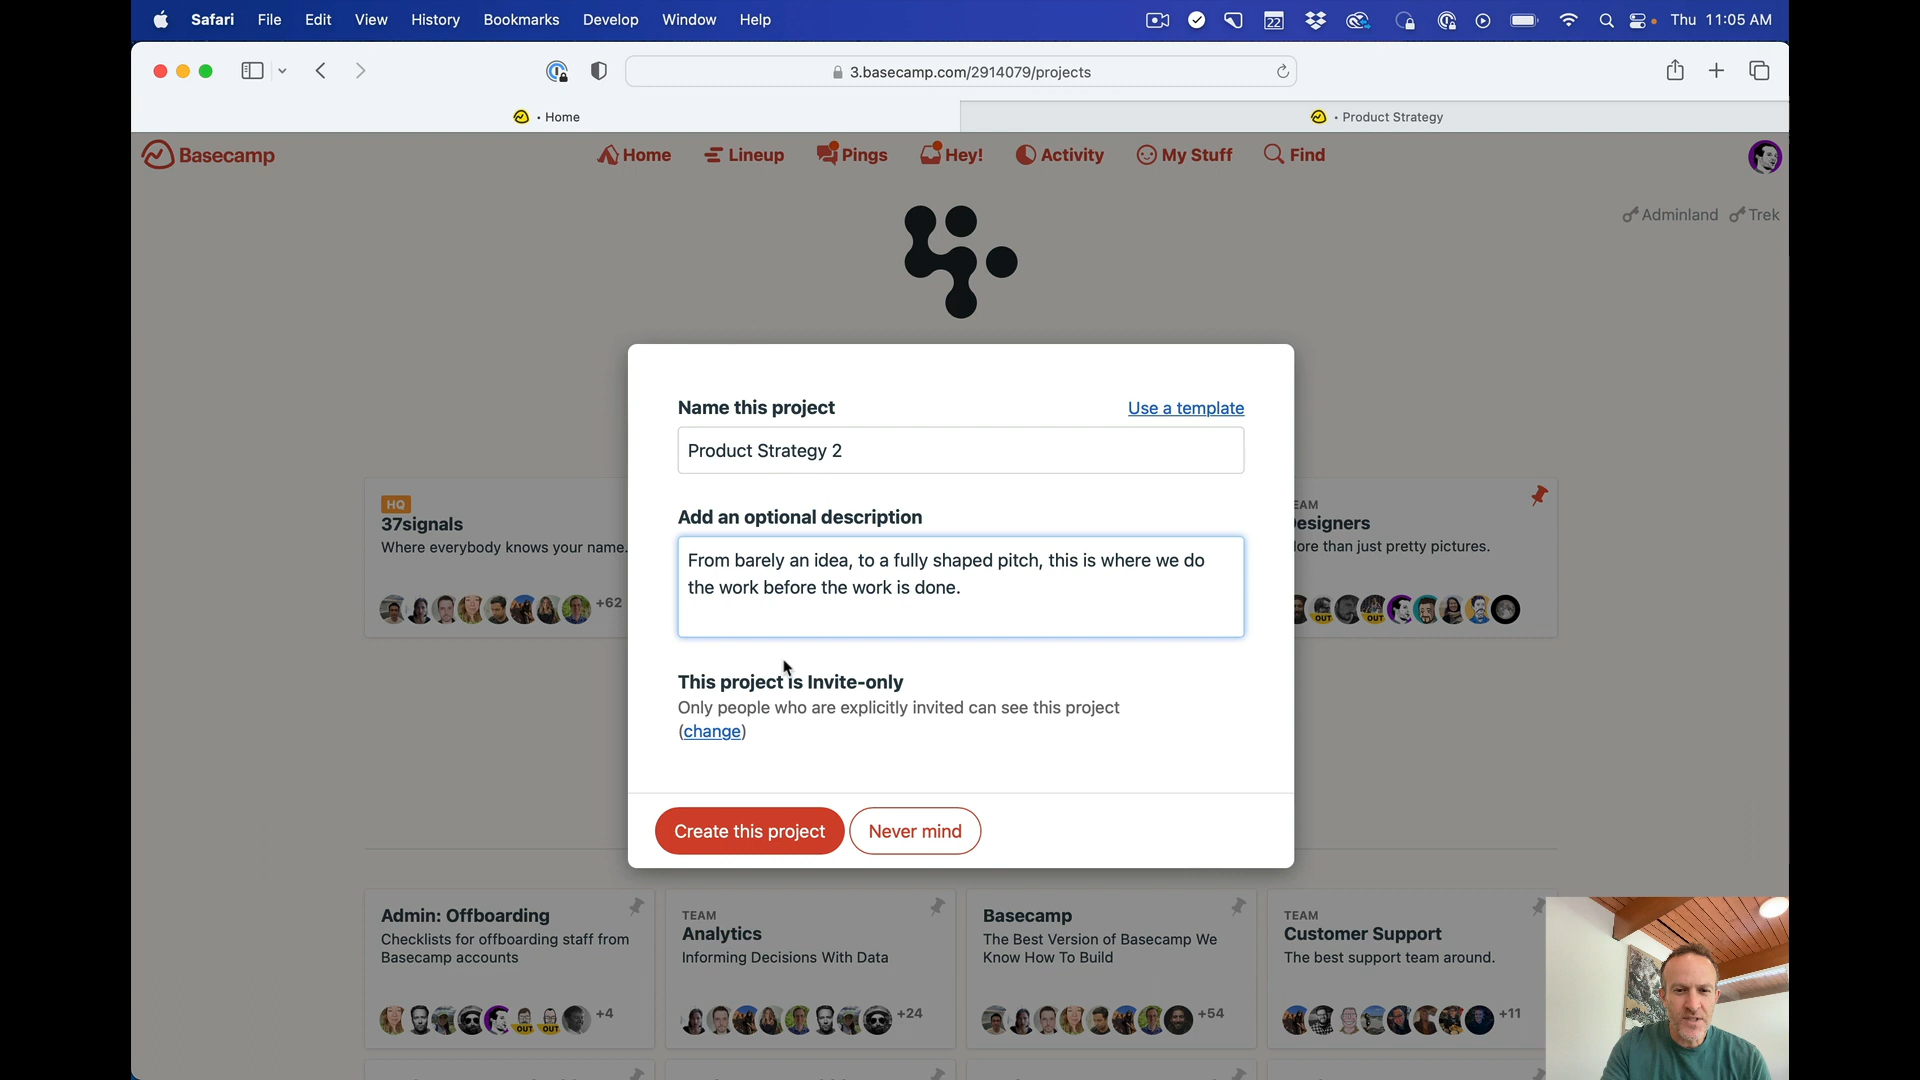 Safari File Edit View History Bookmarks Develop Window Help
22
Thu 11:05 AM
3.basecamp.com/2914079/projects
• Home
• Product Strategy
Basecamp
Home
Lineup
Pings
Hey!
Activity
My Stuff
Find
Adminland
Trek
Name this project
Use a template
Product Strategy 2
Add an optional description
From barely an idea, to a fully shaped pitch, this is where we do
the work before the work is done.
This project is Invite-only
Only people who are explicitly invited can see this project
(change)
Create this project
Never mind
HQ
37signals
Where everybody knows your name.
+62
EAM
esigners
ore than just pretty pictures.
OUT
OUT
Admin: Offboarding
Checklists for offboarding staff from
Basecamp accounts
OUT
OUT
+4
TEAM
Analytics
Informing Decisions With Data
+24
Basecamp
The Best Version of Basecamp We
Know How To Build
+54
TEAM
Customer Support
The best support team around.
+11